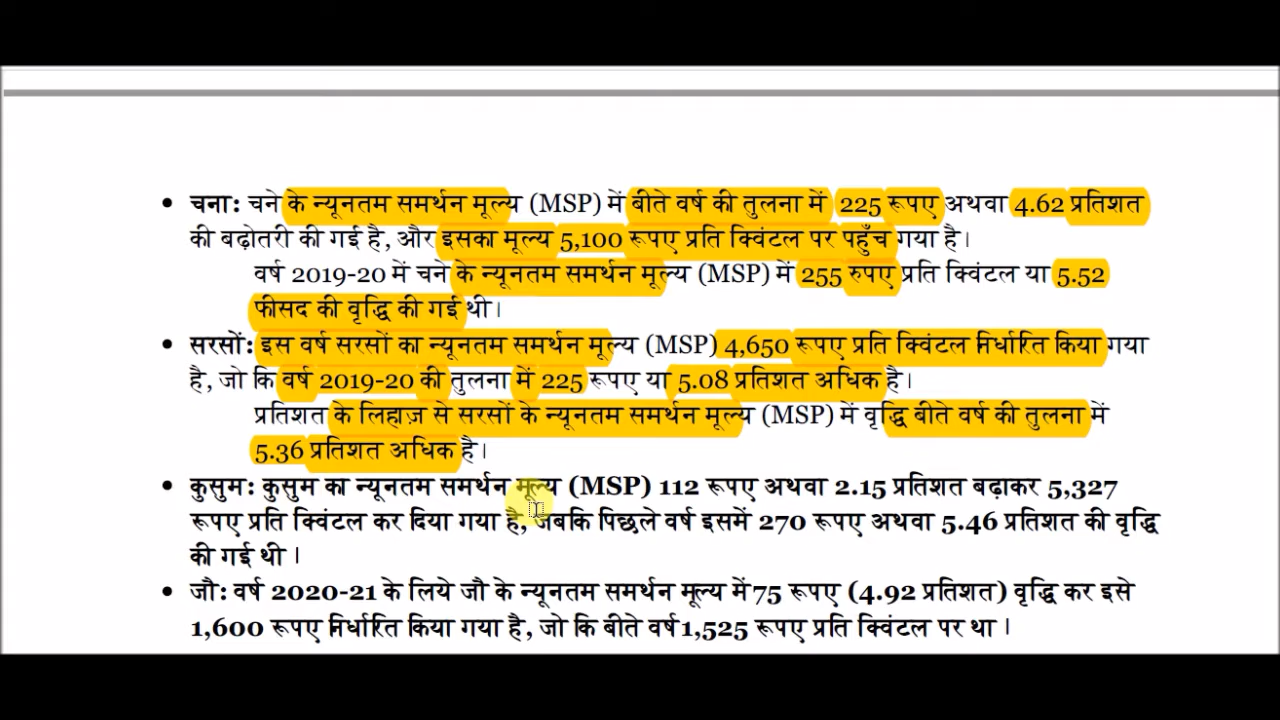 • चना: चने के न्यूनतम समर्थन मूल्य (MSP) में बीते वर्ष की तुलना में 225 रूपए अथवा 4.62 प्रतिशत
की बढ़ोतरी की गई है, और इसका मूल्य 5,100 रूपए प्रति क्विंटल पर पहुँच गया है।
वर्ष 2019-20 में चने के न्यूनतम समर्थन मूल्य (MSP) में 255 रुपए प्रति क्विंटल या 5.52
फीसद की वृद्धि की गई थी।
• सरसों: इस वर्ष सरसों का न्यूनतम समर्थन मूल्य (MSP) 4,650 रूपए प्रति क्विंटल निर्धारित किया गया
है, जो कि वर्ष 2019-20 की तुलना में 225 रूपए या 5.08 प्रतिशत अधिक है।
प्रतिशत के लिहाज़ से सरसों के न्यूनतम समर्थन मूल्य (MSP) में वृद्धि बीते वर्ष की तुलना में
5.36 प्रतिशत अधिक है।
• कुसुम: कुसुम का न्यूनतम समर्थन मूल्य (MSP) 112 रूपए अथवा 2.15 प्रतिशत बढ़ाकर 5,327
रूपए प्रति क्विंटल कर दिया गया है, जबकि पिछले वर्ष इसमें 270 रूपए अथवा 5.46 प्रतिशत की वृद्धि
की गई थी।
• जौ: वर्ष 2020-21 के लिये जौ के न्यूनतम समर्थन मूल्य में 75 रूपए (4.92 प्रतिशत) वृद्धि कर इसे
1,600 रूपए निर्धारित किया गया है, जो कि बीते वर्ष 1,525 रूपए प्रति क्विंटल पर था।